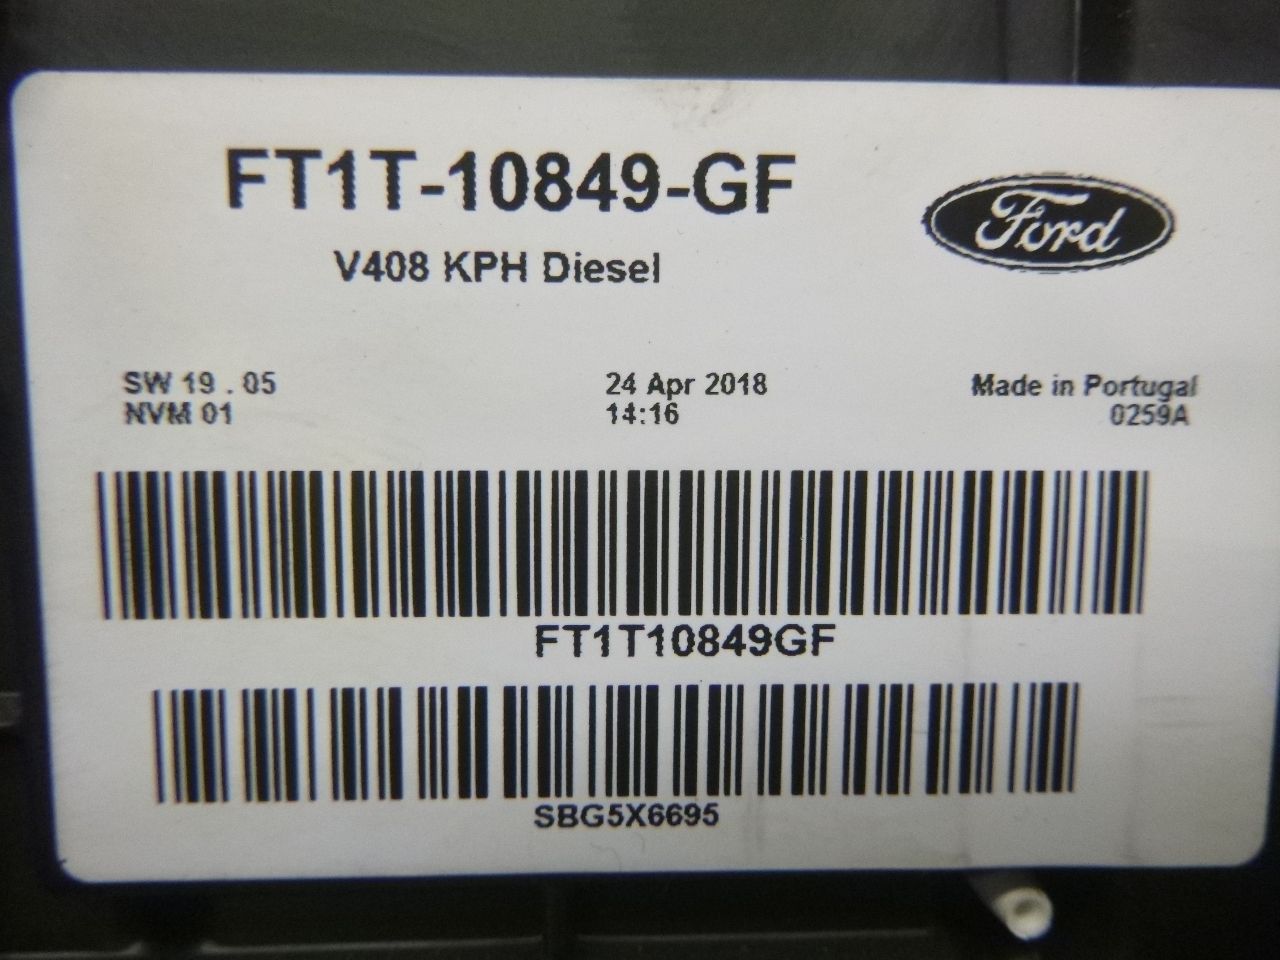 FT1T-10849-GF
Ford
V408 KPH Diesel
SW 19 . 05
24 Apr 2018
Made in Portugal
NVM 01
14:16
0259A
FT1T10849GF
SBG5X6695